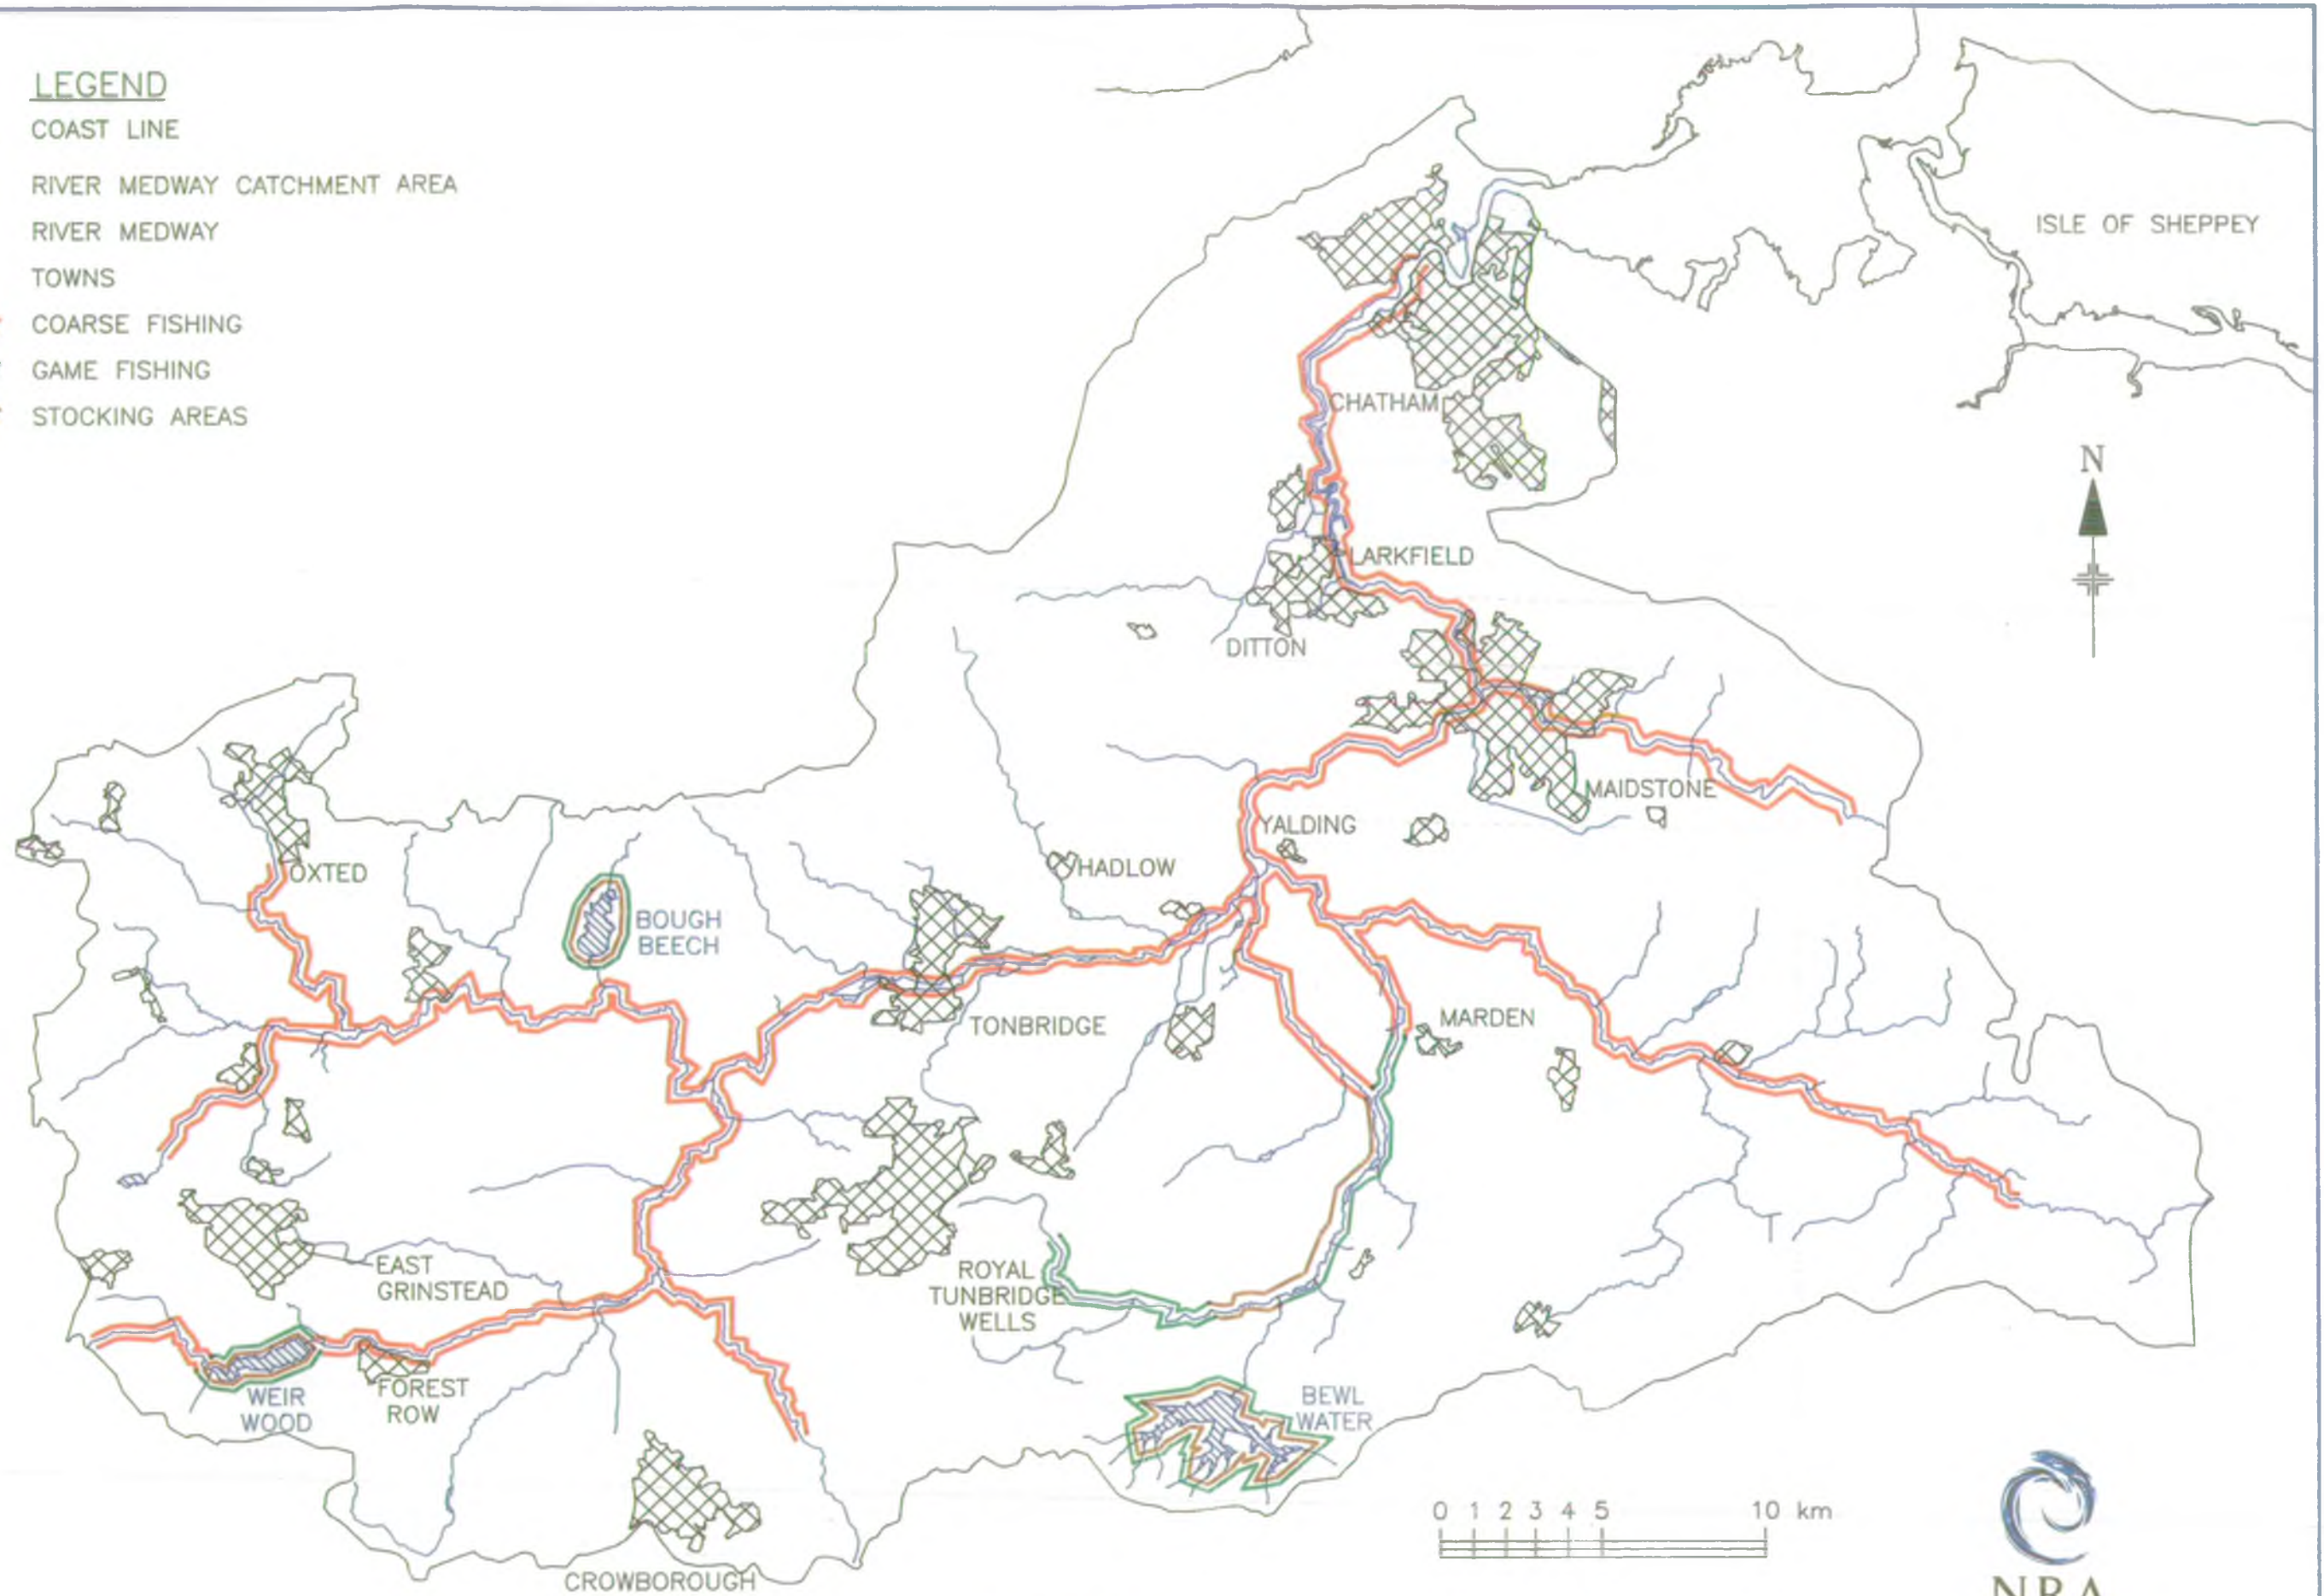 LEGEND
COAST LINE
RIVER MEDWAY CATCHMENT AREA
RIVER MEDWAY
TOWNS
COARSE FISHING
GAME FISHING
STOCKING AREAS
ISLE OF SHEPPEY
N
CHATHAM
LARKFIELD
DITTON
MAIDSTONE
YALDING
HADLOW
OXTED
BOUGH
BEECH
TONBRIDGE
MARDEN
EAST
GRINSTEAD
ROYAL
TUNBRIDGE
WELLS
WEIR
WOOD
FOREST
ROW
BEWL
WATER
CROWBOROUGH
0 1 2 3 4 5 10 km
NRA